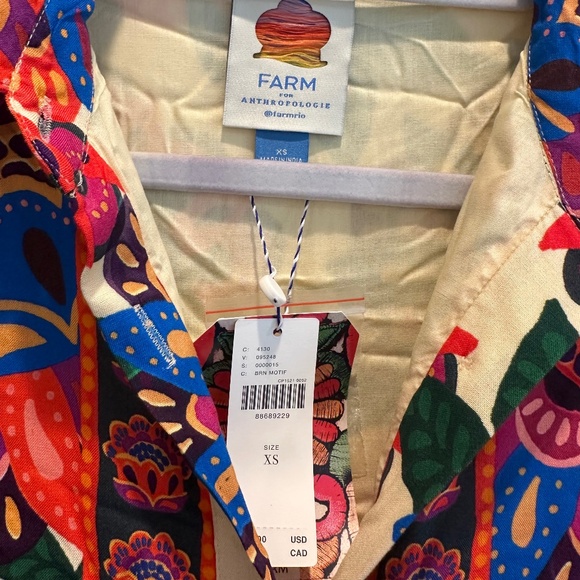 FARM
FOR
ANTHROPOLOGIE
@farmrio
XS
MADE IN INDIA
C: 4130
V: 095248
S: 0000015
C: BRN MOTIF
88689229
SIZE
XS
USD
CAD